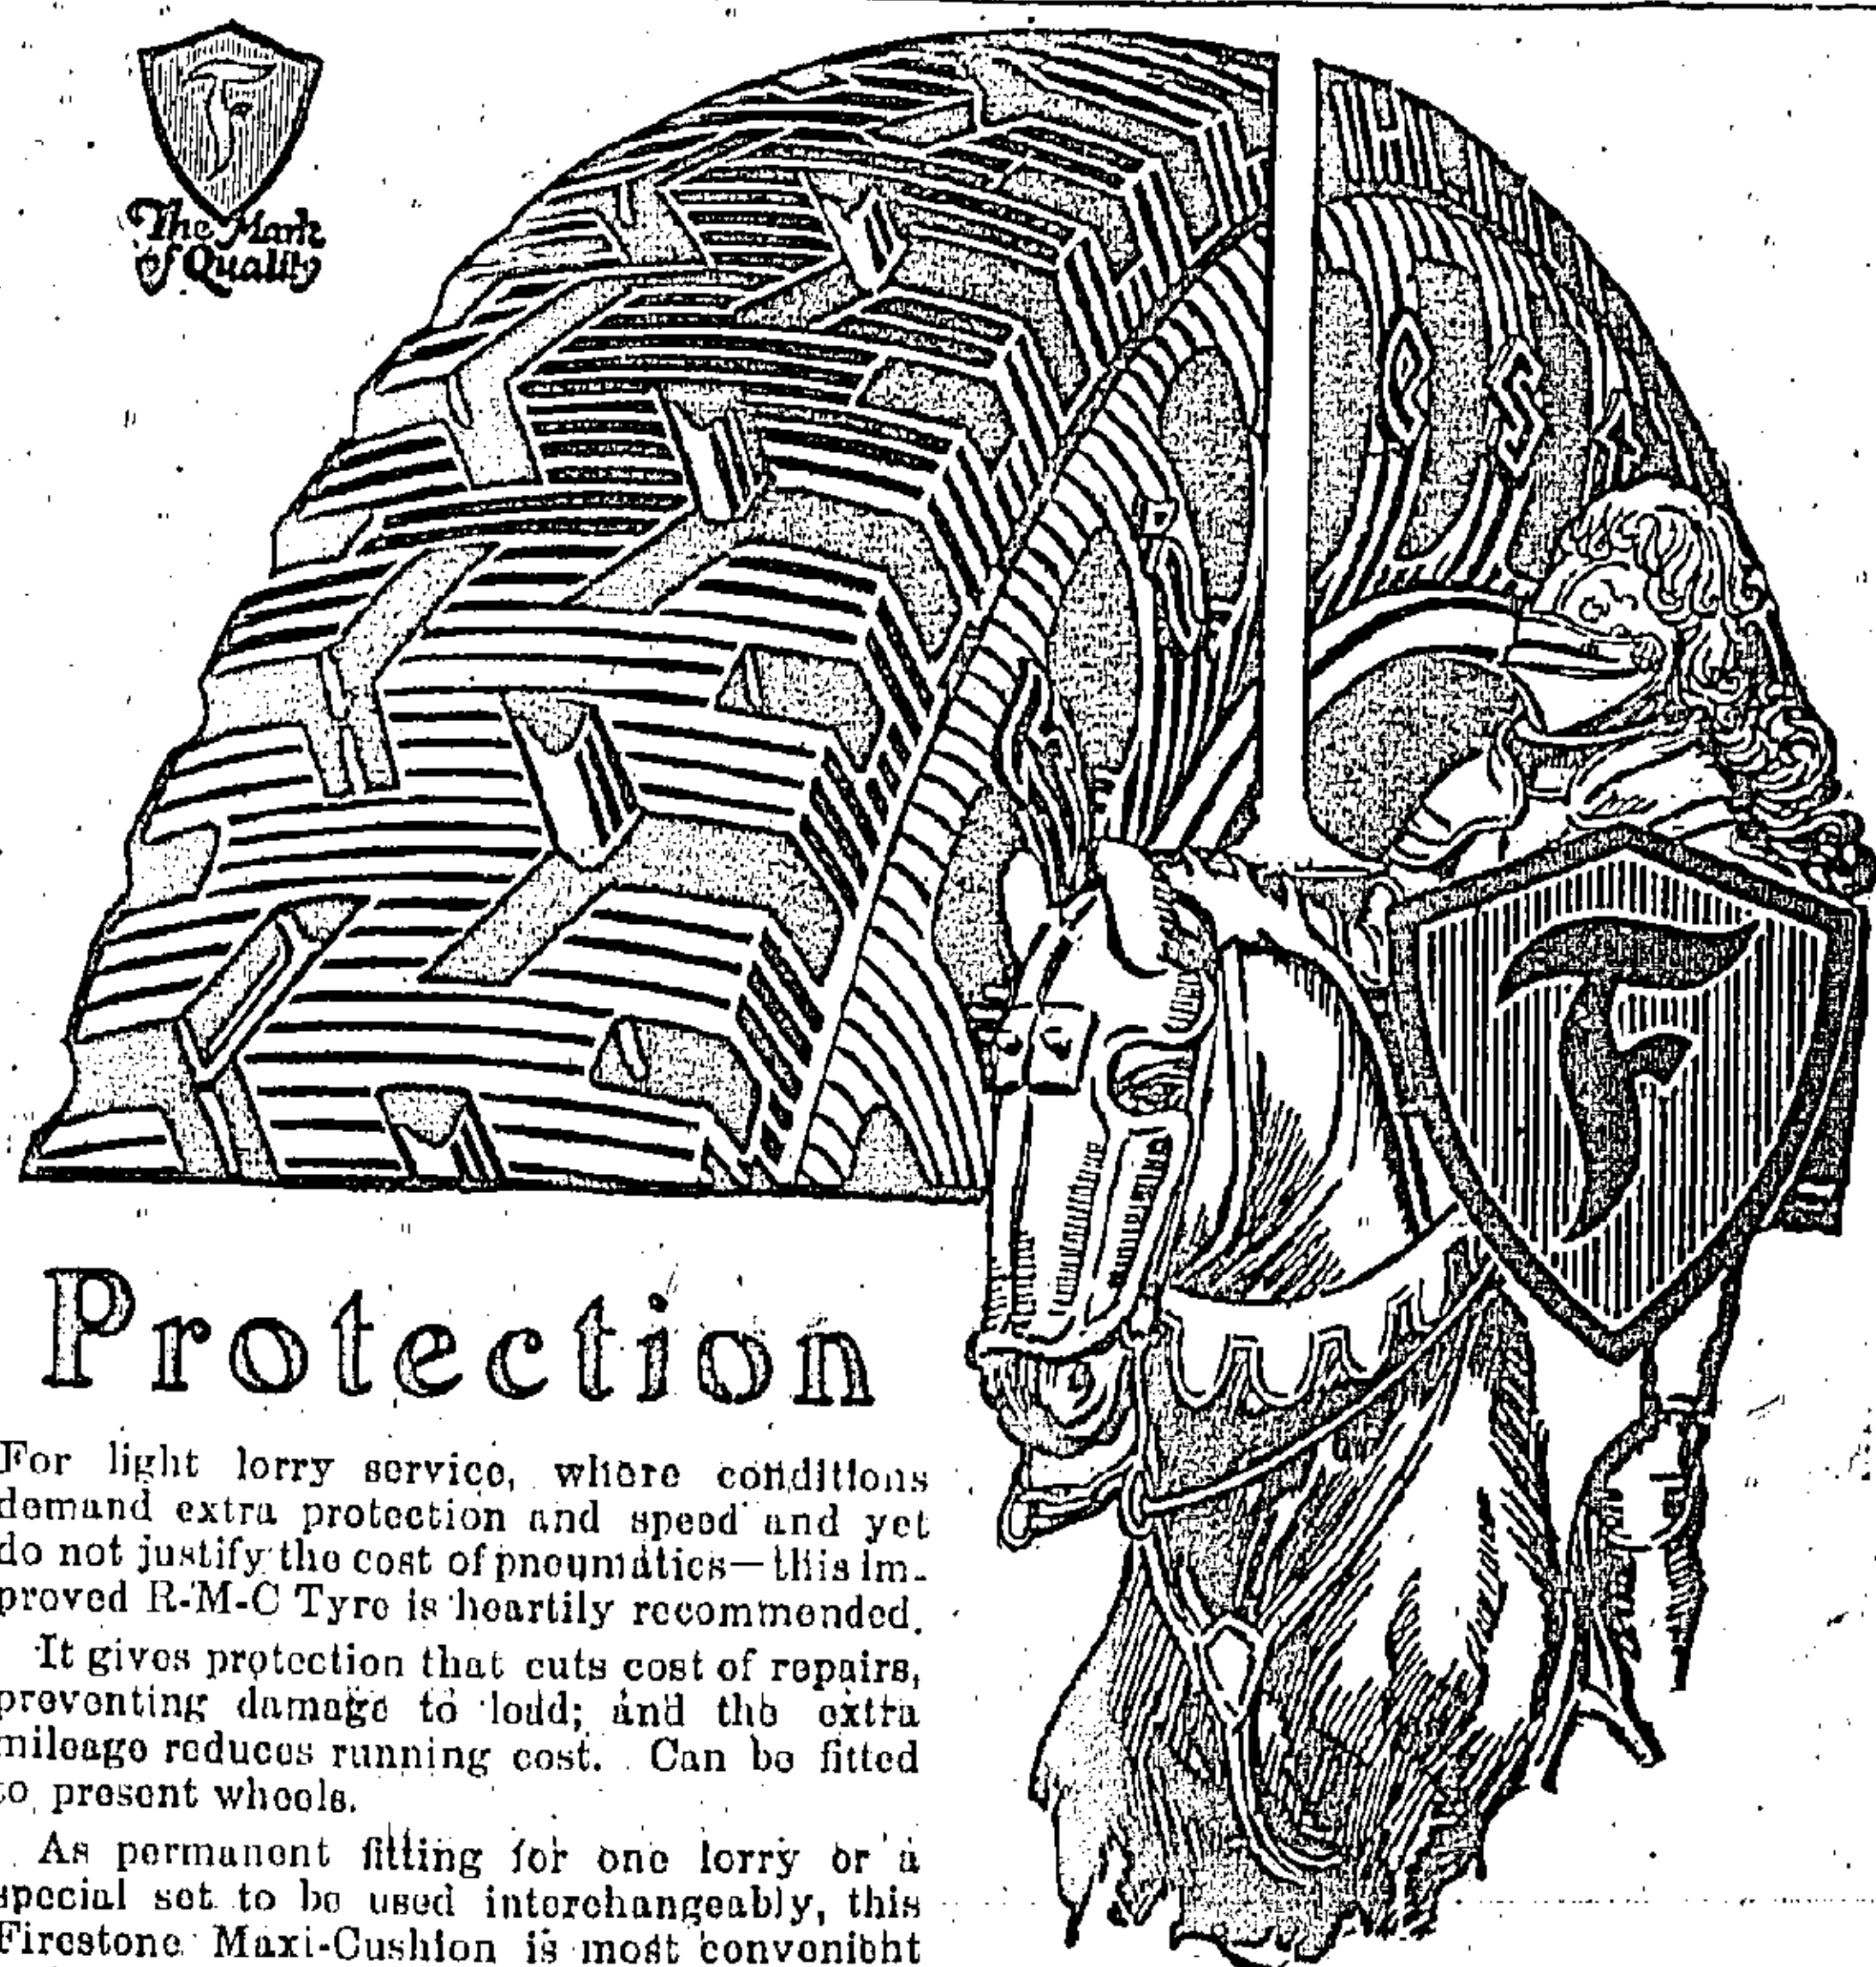 F
The Mark
of Quality
F
Protection
For light lorry service, where conditions
demand extra protection and speed and yet
do not justify the cost of pneumatics—this im-
proved R-M-C Tyre is heartily recommended.
It gives protection that cuts cost of repairs,
preventing damage to load; and the extra
mileage reduces running cost. Can be fitted
to present wheels.
As permanent fitting for one lorry or a
special set to be used interchangeably, this
Firestone Maxi-Cushion is most convenient